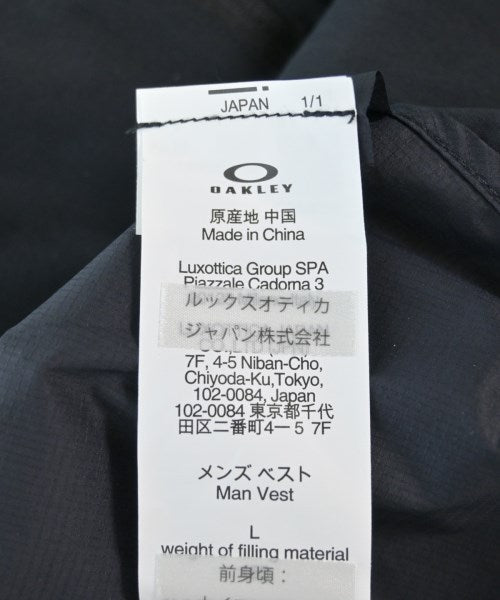 JAPAN 1/1
OAKLEY
原産地 中国
Made in China
Luxottica Group SPA
Piazzale Cadorna 3
ルックスオティカ
ジャパン株式会社
7F, 4-5 Niban-Cho,
Chiyoda-Ku,Tokyo,
102-0084, Japan
102-0084 東京都千代
田区二番町4ー5 7F
メンズ ベスト
Man Vest
L
weight of filling material
前身頃：